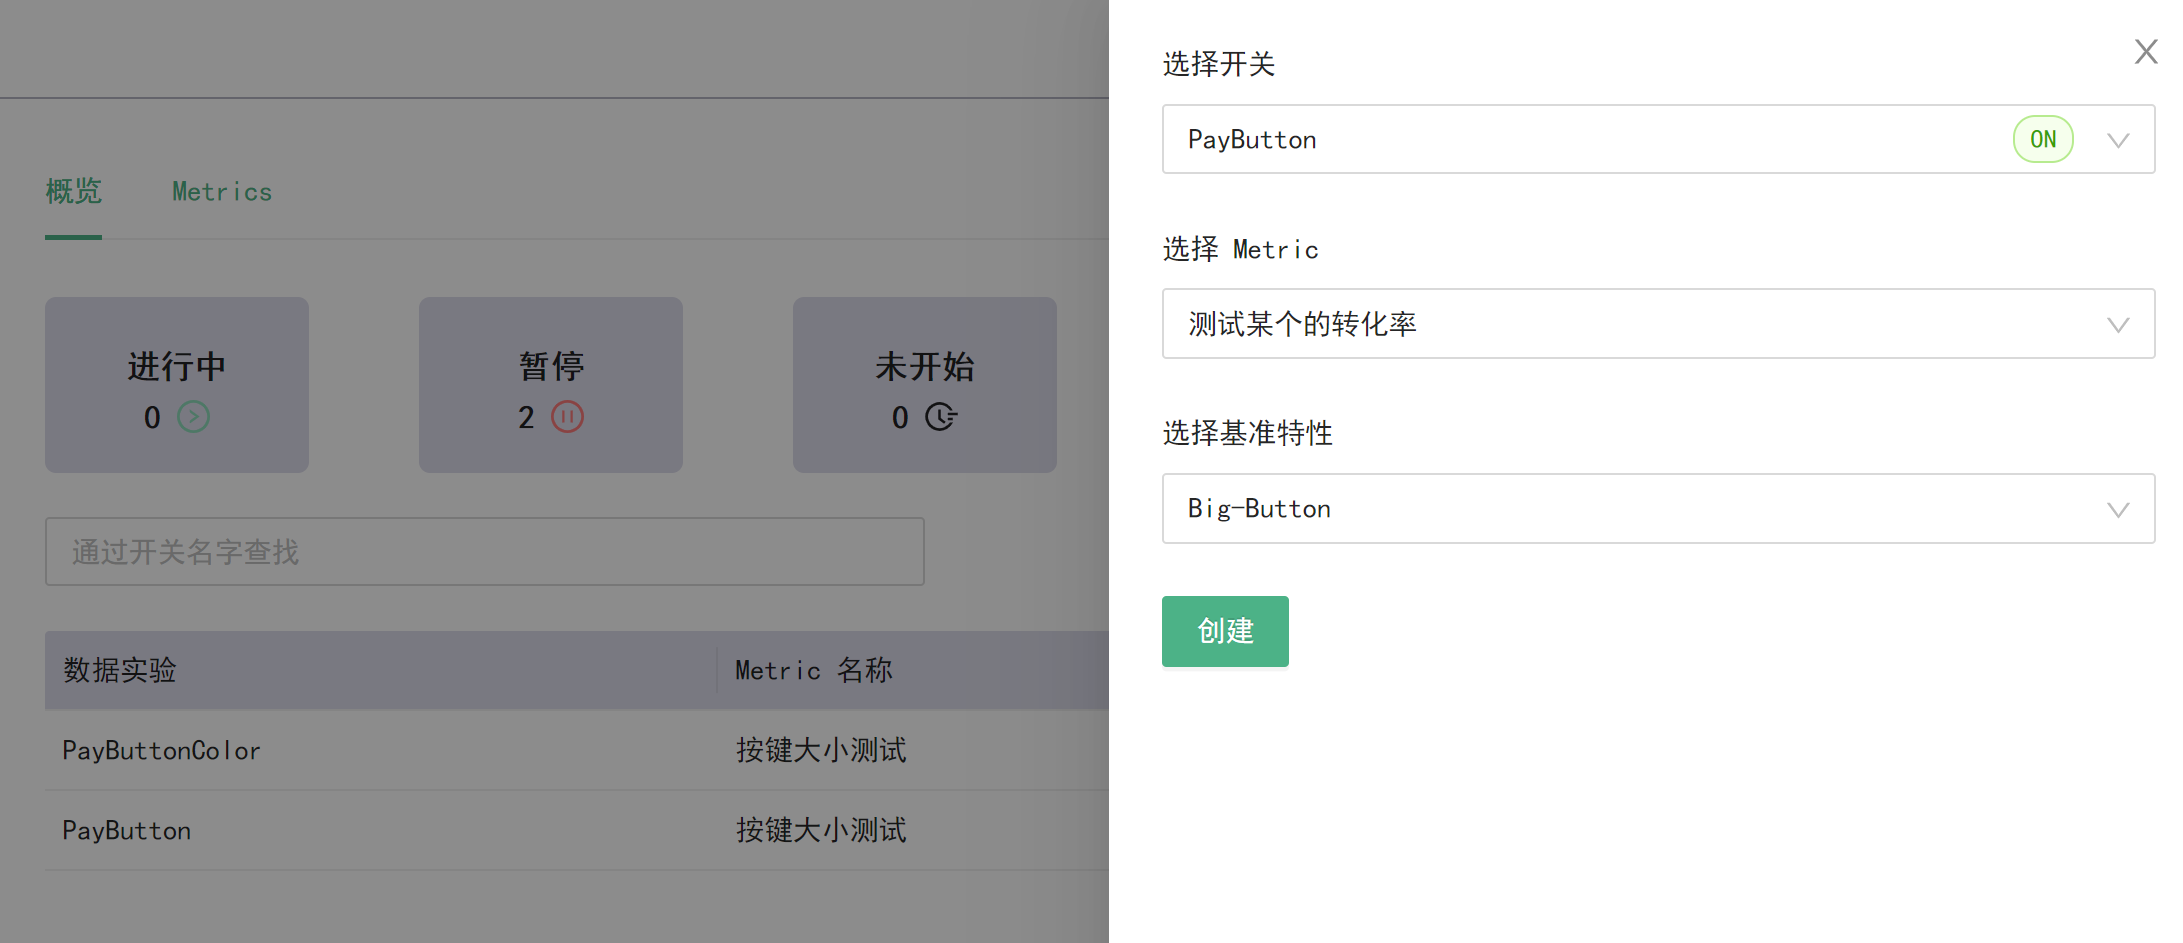 概览 Metrics
进行中 暂停 未开始
0 2 0
通过开关名字查找
数据实验 Metric 名称
PayButtonColor 按键大小测试
PayButton 按键大小测试
选择开关
PayButton ON
选择 Metric
测试某个的转化率
选择基准特性
Big-Button
创建